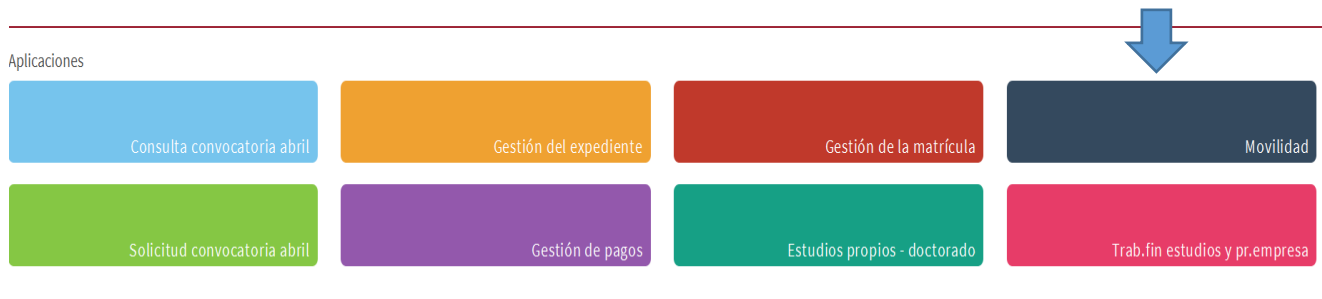 Aplicaciones
Consulta convocatoria abril
Gestión del expediente
Gestión de la matrícula
Movilidad
Solicitud convocatoria abril
Gestión de pagos
Estudios propios - doctorado
Trab.fin estudios y pr.empresa